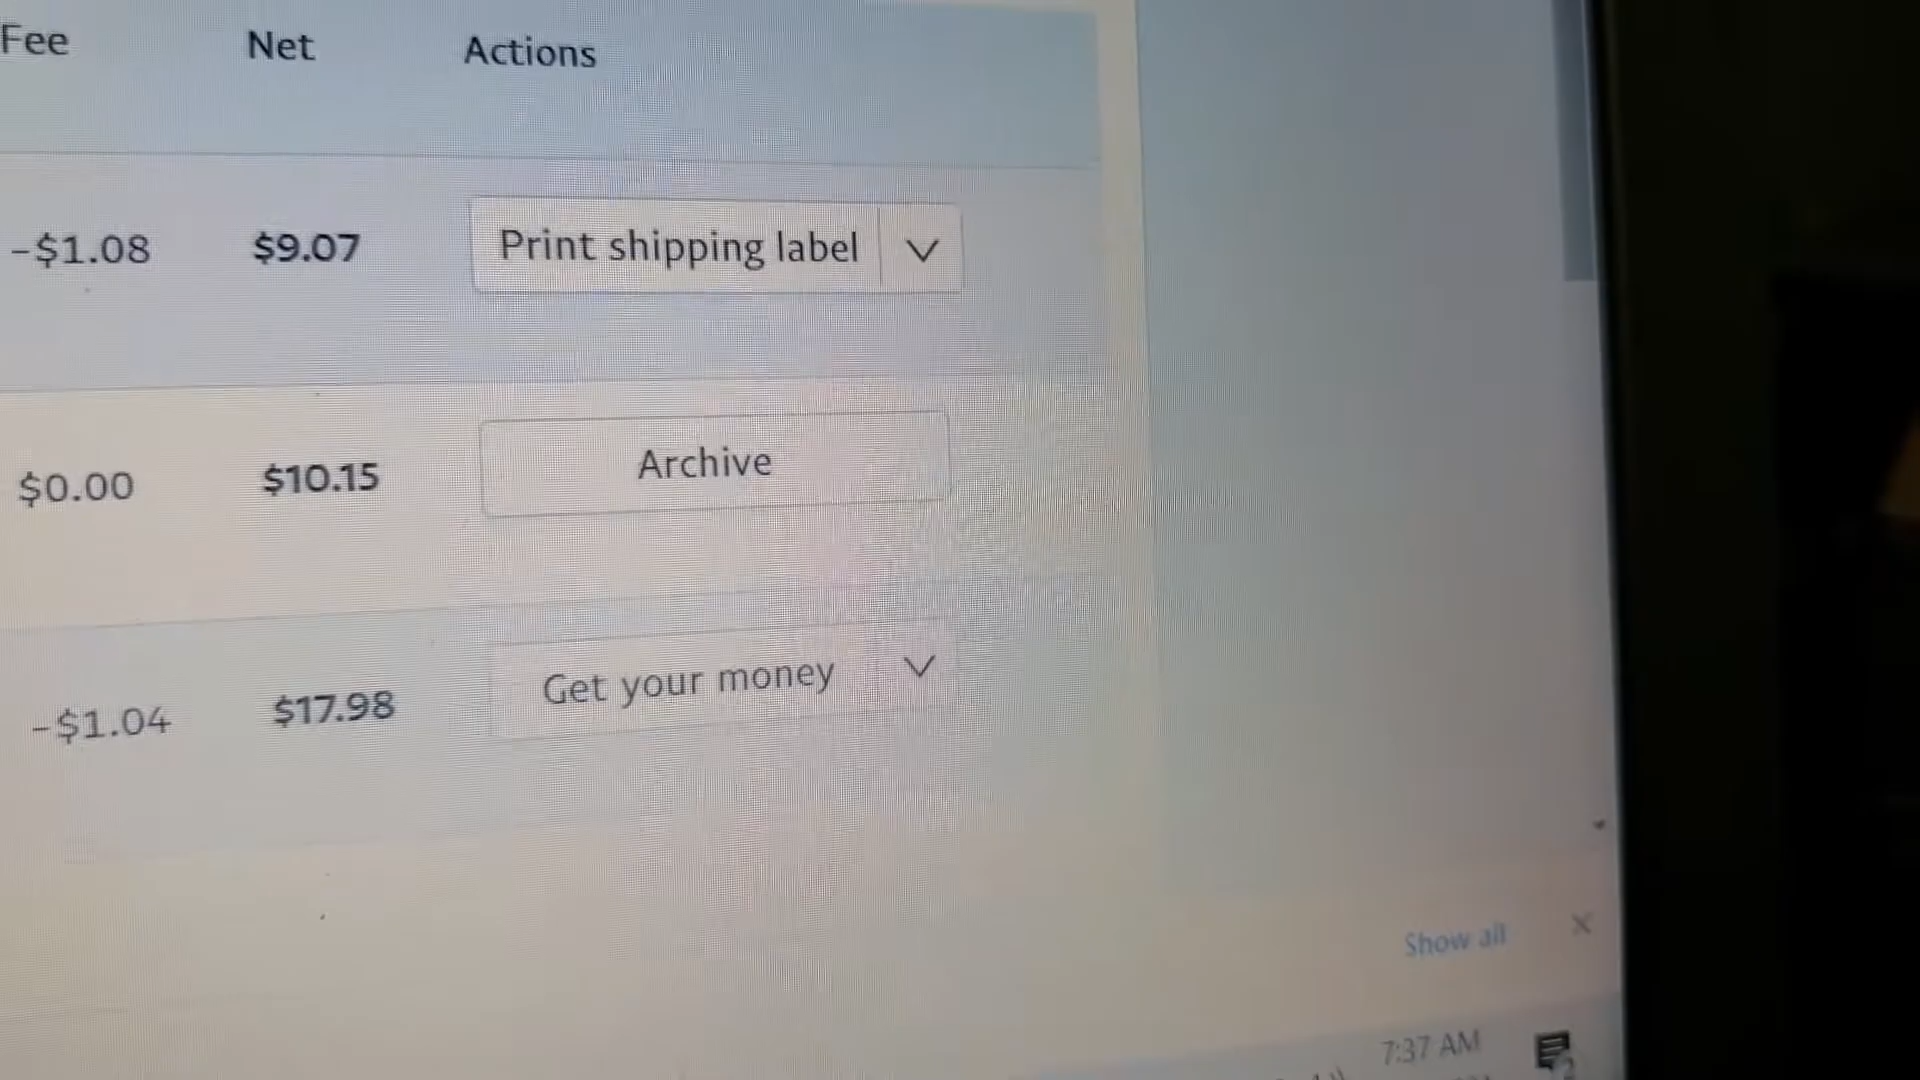 Fee Net Actions
-$1.08 $9.07 Print shipping label
$0.00 $10.15 Archive
-$1.04 $17.98 Get your money
Show all
7:37 AM
2